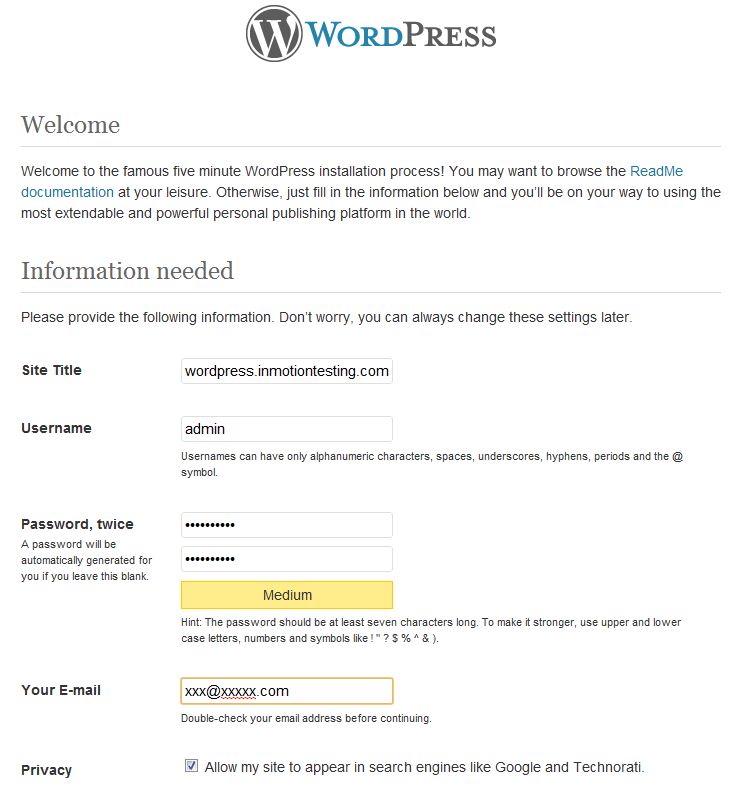 WORDPRESS
Welcome
Welcome to the famous five minute WordPress installation process! You may want to browse the ReadMe
documentation at your leisure. Otherwise, just fill in the information below and you'll be on your way to using the
most extendable and powerful personal publishing platform in the world.
Information needed
Please provide the following information. Don't worry, you can always change these settings later.
Site Title
wordpress.inmotiontesting.com
Username
admin
Usernames can have only alphanumeric characters, spaces, underscores, hyphens, periods and the @
symbol.
Password, twice
A password will be
automatically generated for
you if you leave this blank.
••••••••••
••••••••••
Medium
Hint: The password should be at least seven characters long. To make it stronger, use upper and lower
case letters, numbers and symbols like ! " ? $ % ^ & ).
Your E-mail
xxx@xxxxx.com
Double-check your email address before continuing.
Privacy
Allow my site to appear in search engines like Google and Technorati.